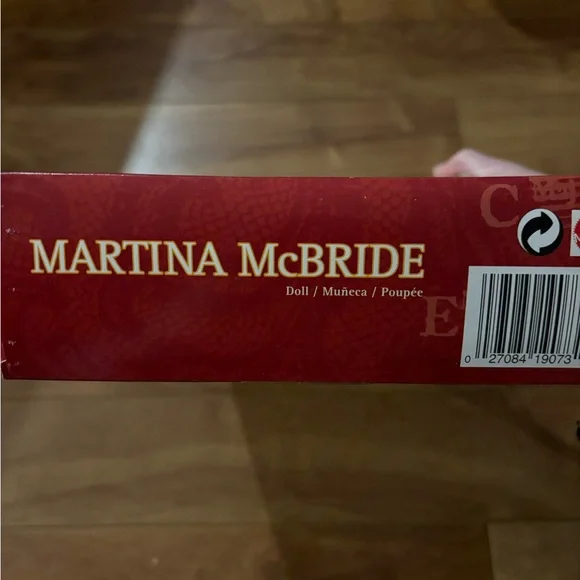 MARTINA McBRIDE
Doll / Muñeca / Poupée
C
E
0 27084 19073